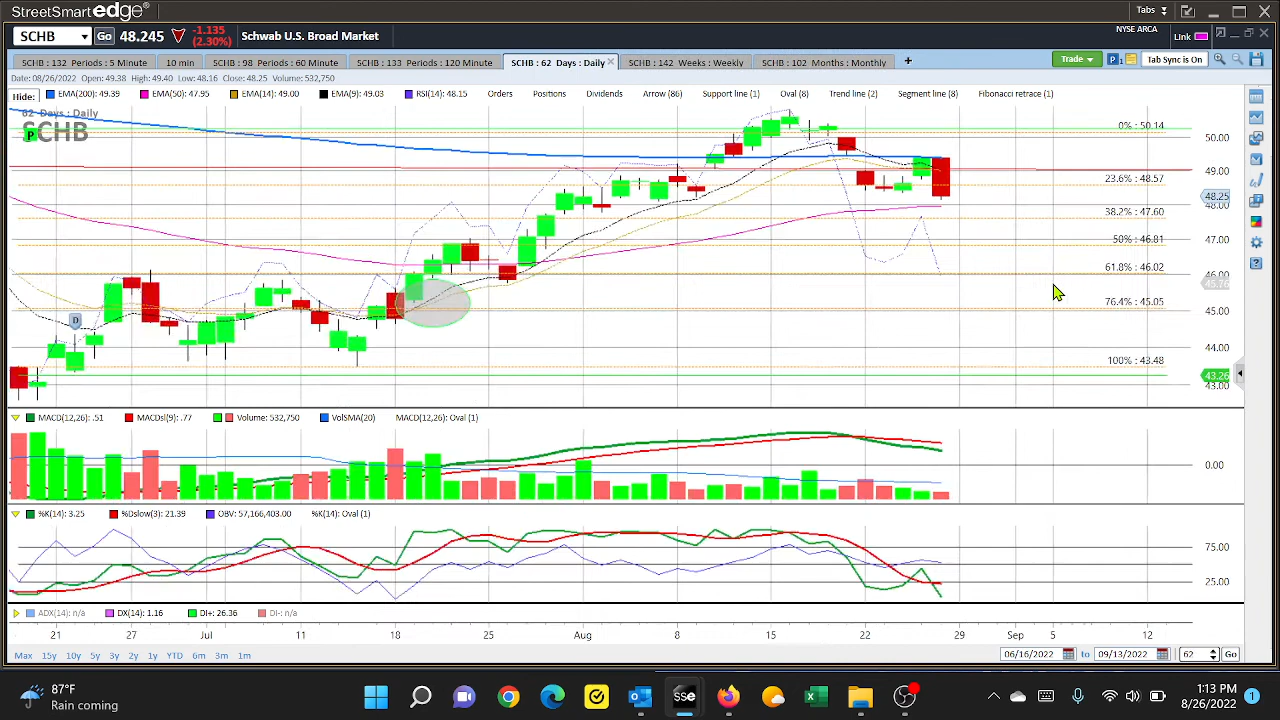 StreetSmart edge®
Tabs
SCHB Go 48.245 -1.135 (2.30%) Schwab U.S. Broad Market
NYSE ARCA
Link
SCHB : 132 Periods : 5 Minute
10 min
SCHB : 98 Periods : 60 Minute
SCHB : 133
120 Minute
SCHB : 62 Days : Daily
SCHB : 142 Weeks : Weekly
SCHB : 102 Months : Monthly
Trade
Tab Sync is On
Date: 08/26/2022 Open: 49.38 High: 49.40 Low: 48.16 Close: 48.25 Volume: 532,750
Hide: EMA(200): 49.39 EMA(50): 47.95 EMA(14): 49.00 EMA(9): 49.03 RSI(14): 48.15 Orders Positions Dividends Arrow (86) Support line (1) Oval (8) Trend line (2) Segment line (8) Fibonacci retrace (1)
62 Days : Daily
SCHB
P
D
0% : 50.14
50.00
49.00
23.6% : 48.57
48.25
48.00
38.2% : 47.60
47.00
50% : 46.81
61.8% : 46.02
46.00
45.76
76.4% : 45.05
45.00
44.00
100% : 43.48
43.26
43.00
MACD(12,26): .51 MACDsl(9): .77 Volume: 532,750 VolSMA(20) MACD(12,26): Oval (1)
0.00
%K(14): 3.25 %Dslow(3): 21.39 OBV: 57,166,403.00 %K(14): Oval (1)
75.00
25.00
ADX(14): n/a DX(14): 1.16 DI+: 26.36 DI-: n/a
21 27 Jul 11 18 25 Aug 8 15 22 29 Sep 5 12
Max 15y 10y 5y 3y 2y 1y YTD 6m 3m 1m
06/16/2022 to 09/13/2022 62 Go
87°F
Rain coming
sse
1:13 PM
8/26/2022
1